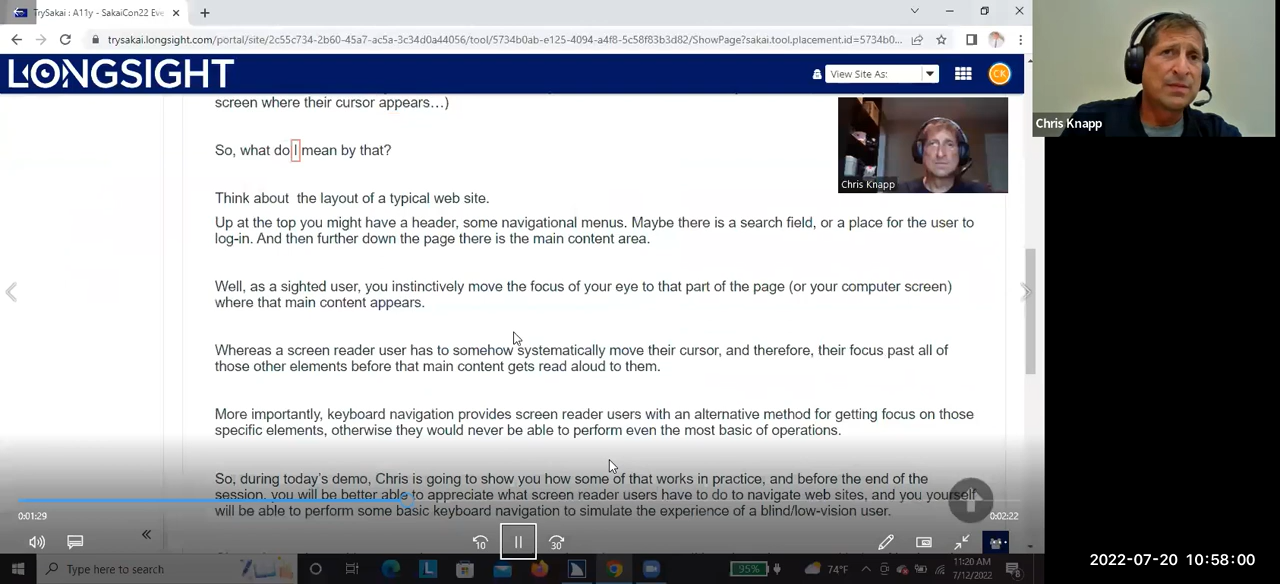 TrySakai : A11y - SakaiCon22 Eve
trysakai.longsight.com/portal/site/2c55c734-2b60-45a7-ac5a-3c34d0a44056/tool/5734b0ab-e125-4094-a4f8-5c58f83b3d82/ShowPage?sakai.tool.placement.id=5734b0...
LONGSIGHT
View Site As:
CK
screen where their cursor appears…)
Chris Knapp
So, what do I mean by that?
Chris Knapp
Think about the layout of a typical web site.
Up at the top you might have a header, some navigational menus. Maybe there is a search field, or a place for the user to
log-in. And then further down the page there is the main content area.
Well, as a sighted user, you instinctively move the focus of your eye to that part of the page (or your computer screen)
where that main content appears.
Whereas a screen reader user has to somehow systematically move their cursor, and therefore, their focus past all of
those other elements before that main content gets read aloud to them.
More importantly, keyboard navigation provides screen reader users with an alternative method for getting focus on those
specific elements, otherwise they would never be able to perform even the most basic of operations.
So, during today's demo, Chris is going to show you how some of that works in practice, and before the end of the
session, you will be better able to appreciate what screen reader users have to do to navigate web sites, and you yourself
will be able to perform some basic keyboard navigation to simulate the experience of a blind/low-vision user.
0:01:29
0:02:22
10
30
Type here to search
L
95%
74°F
11:20 AM
7/12/2022
8
2022-07-20 10:58:00